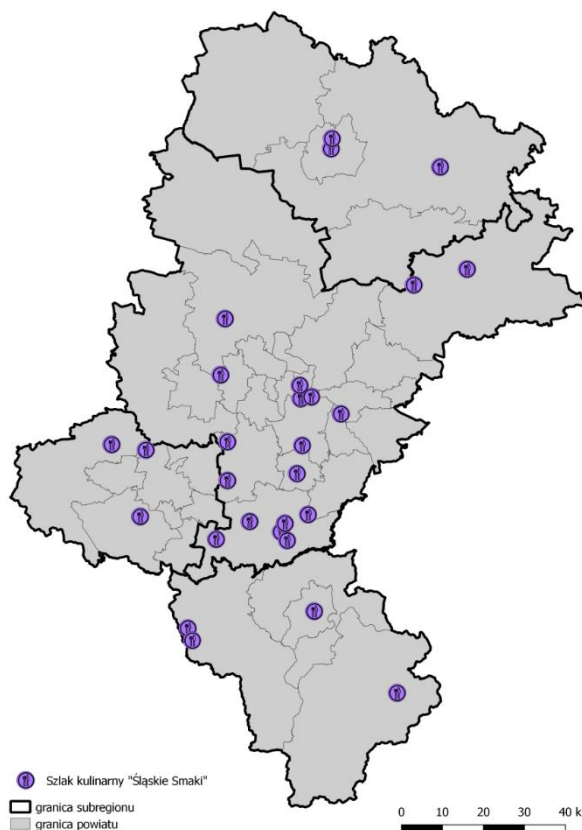 Szlak kulinarny "Śląskie Smaki"
granica subregionu
granica powiatu
0 10 20 30 40 k